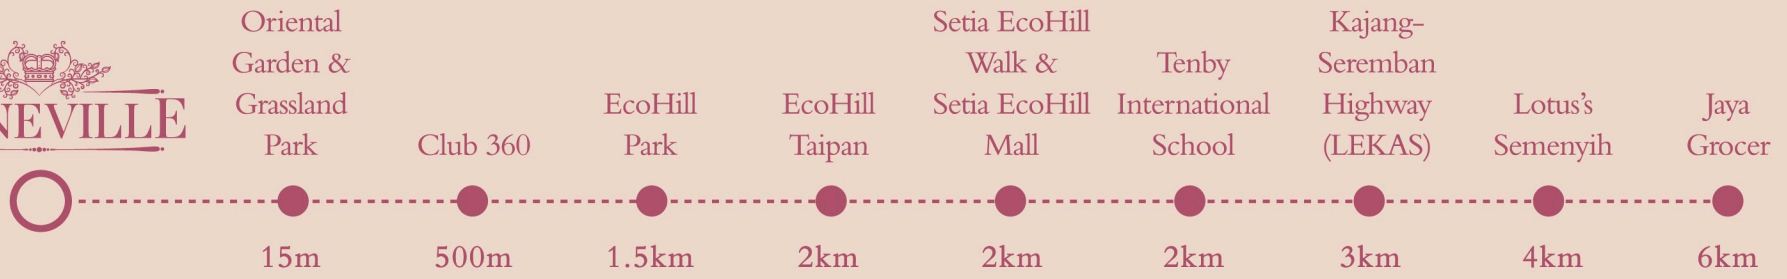 Oriental
Garden &
Grassland
Park
Club 360
EcoHill
Park
EcoHill
Taipan
Setia EcoHill
Walk &
Setia EcoHill
Mall
Tenby
International
School
Kajang-
Seremban
Highway
(LEKAS)
Lotus's
Semenyih
Jaya
Grocer
15m
500m
1.5km
2km
2km
2km
3km
4km
6km